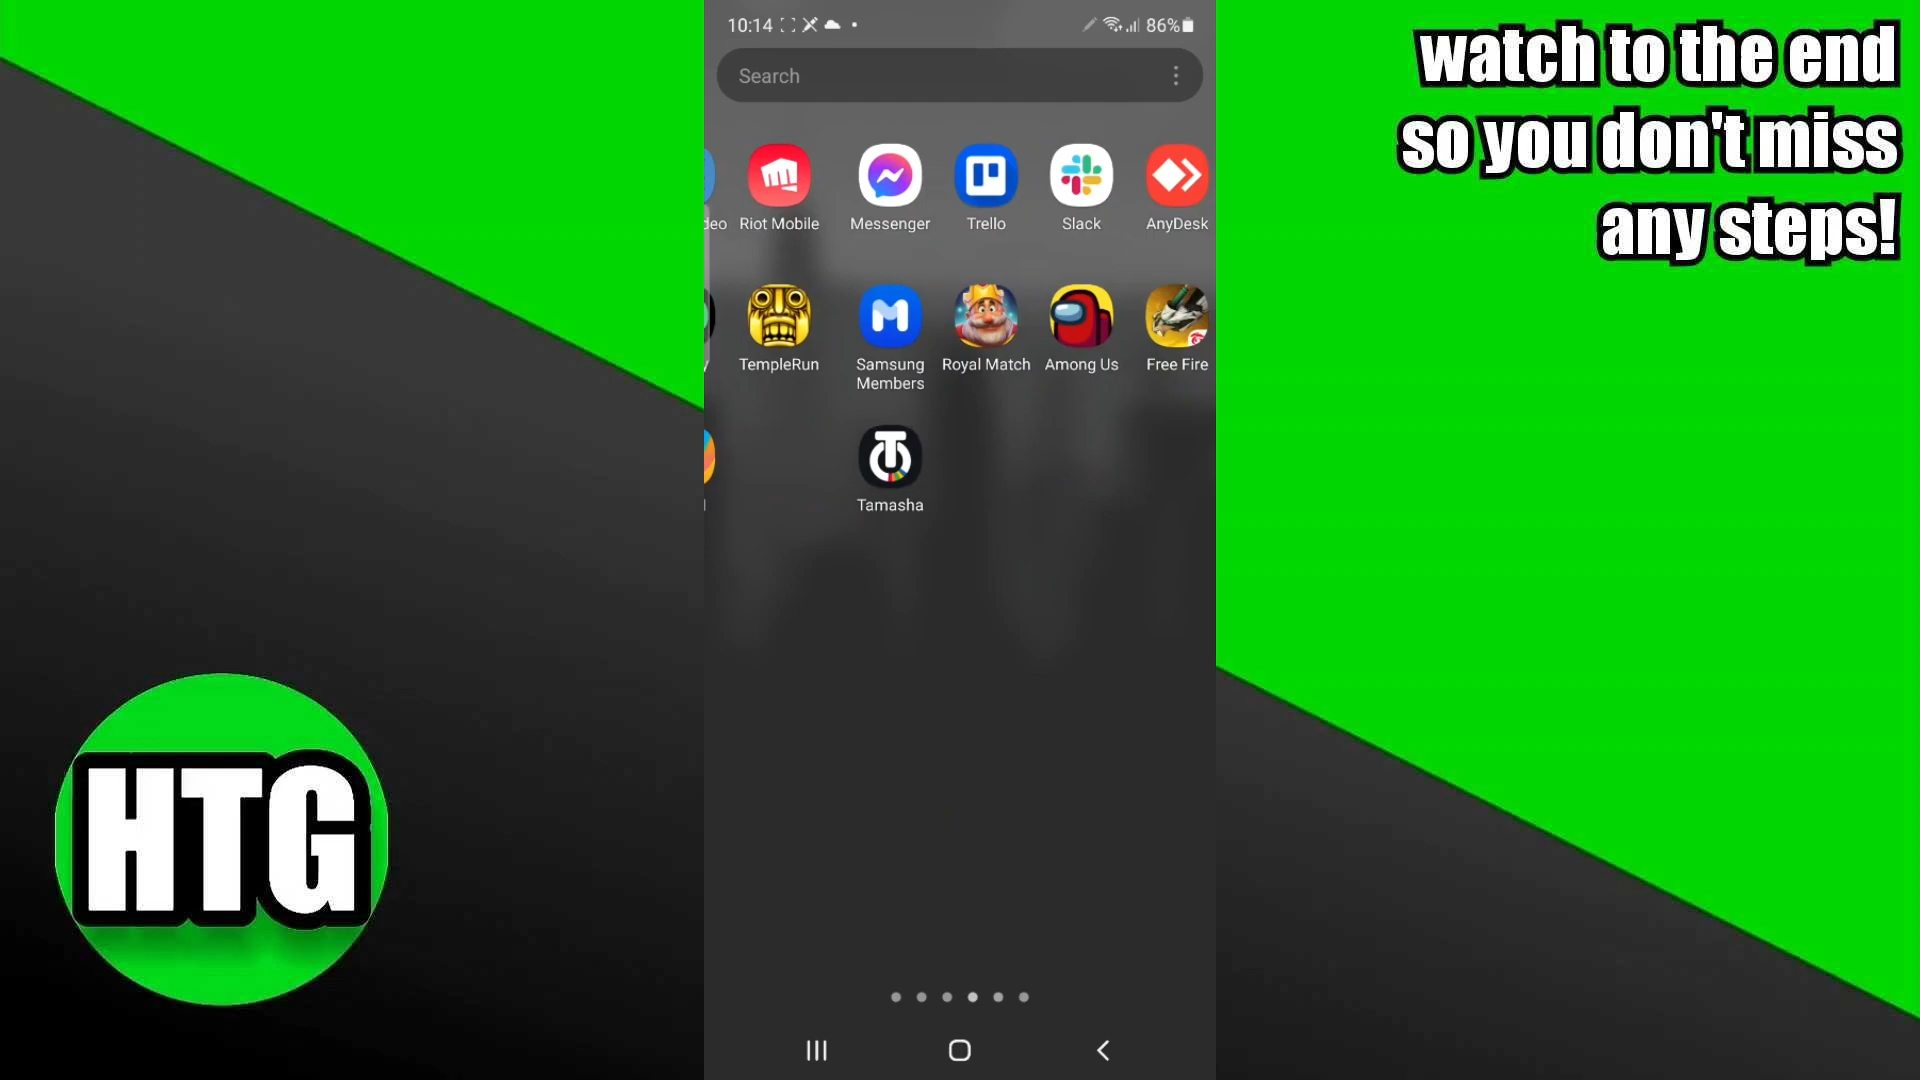 10:14
86%
Search
watch to the end
so you don't miss
any steps!
deo Riot Mobile Messenger Trello Slack AnyDesk
y TempleRun Samsung Members Royal Match Among Us Free Fire
Tamasha
HTG